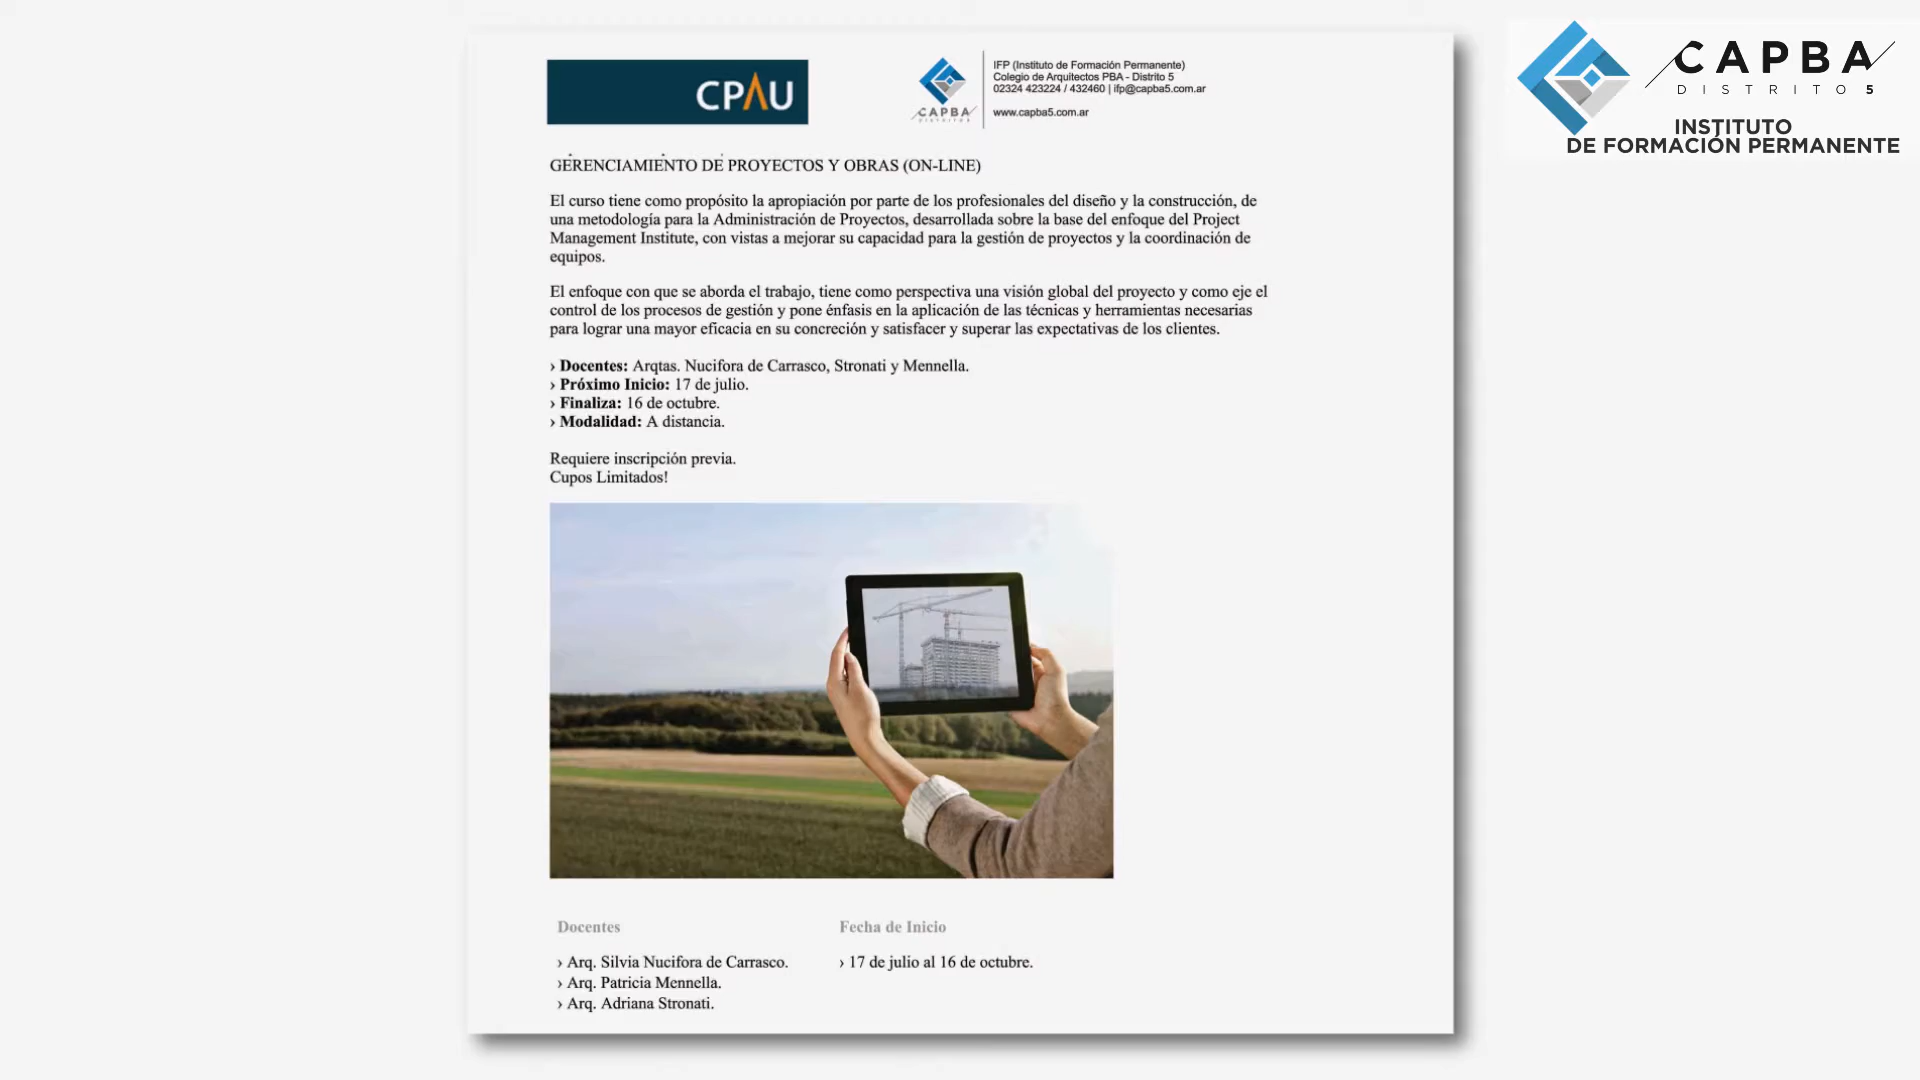 CPAU
CAPBA
DISTRITO 5
IFP (Instituto de Formación Permanente)
Colegio de Arquitectos PBA - Distrito 5
02324 423224 / 432460 | ifp@capba5.com.ar
www.capba5.com.ar
CAPBA
DISTRITO 5
INSTITUTO
DE FORMACIÓN PERMANENTE
GERENCIAMIENTO DE PROYECTOS Y OBRAS (ON-LINE)
El curso tiene como propósito la apropiación por parte de los profesionales del diseño y la construcción, de
una metodología para la Administración de Proyectos, desarrollada sobre la base del enfoque del Project
Management Institute, con vistas a mejorar su capacidad para la gestión de proyectos y la coordinación de
equipos.
El enfoque con que se aborda el trabajo, tiene como perspectiva una visión global del proyecto y como eje el
control de los procesos de gestión y pone énfasis en la aplicación de las técnicas y herramientas necesarias
para lograr una mayor eficacia en su concreción y satisfacer y superar las expectativas de los clientes.
› Docentes: Arqtas. Nucifora de Carrasco, Stronati y Mennella.
› Próximo Inicio: 17 de julio.
› Finaliza: 16 de octubre.
› Modalidad: A distancia.
Requiere inscripción previa.
Cupos Limitados!
Docentes
› Arq. Silvia Nucifora de Carrasco.
› Arq. Patricia Mennella.
› Arq. Adriana Stronati.
Fecha de Inicio
› 17 de julio al 16 de octubre.